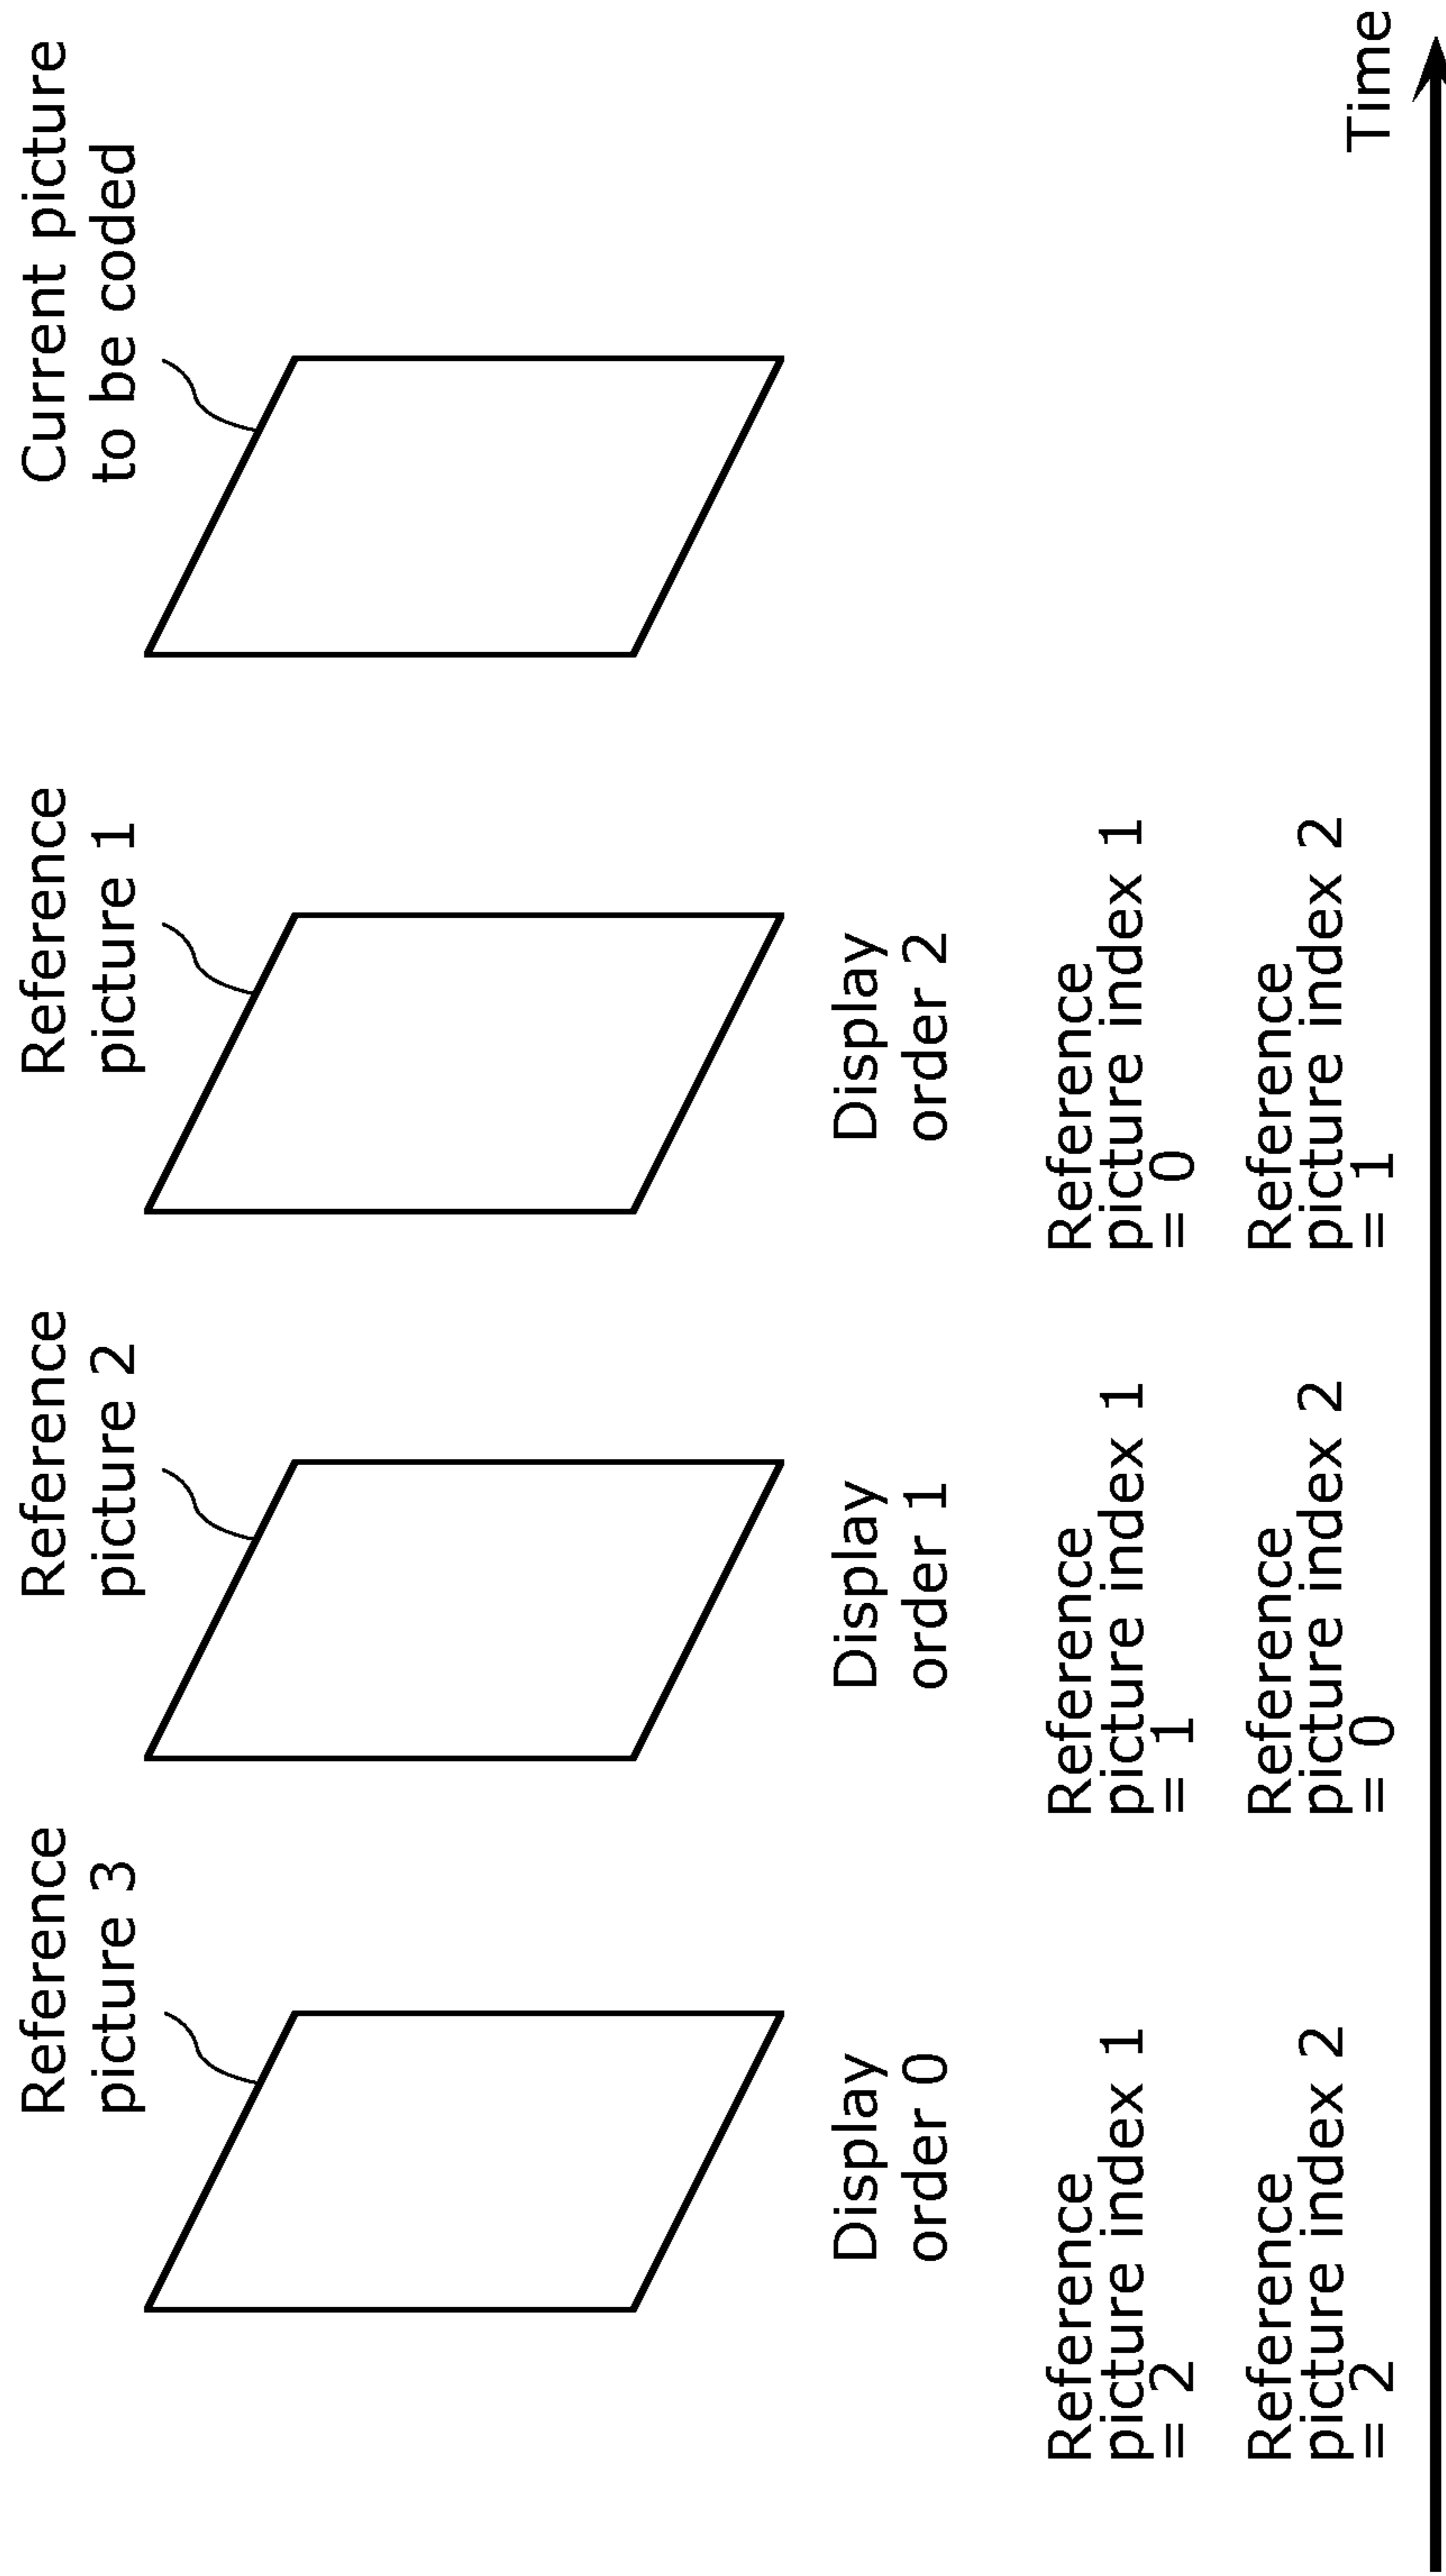 Reference
picture 3
Reference
picture 2
Reference
picture 1
Current picture
to be coded
Display
order 0
Display
order 1
Display
order 2
Reference
picture index 1
= 2
Reference
picture index 1
= 1
Reference
picture index 1
= 0
Reference
picture index 2
= 2
Reference
picture index 2
= 0
Reference
picture index 2
= 1
Time